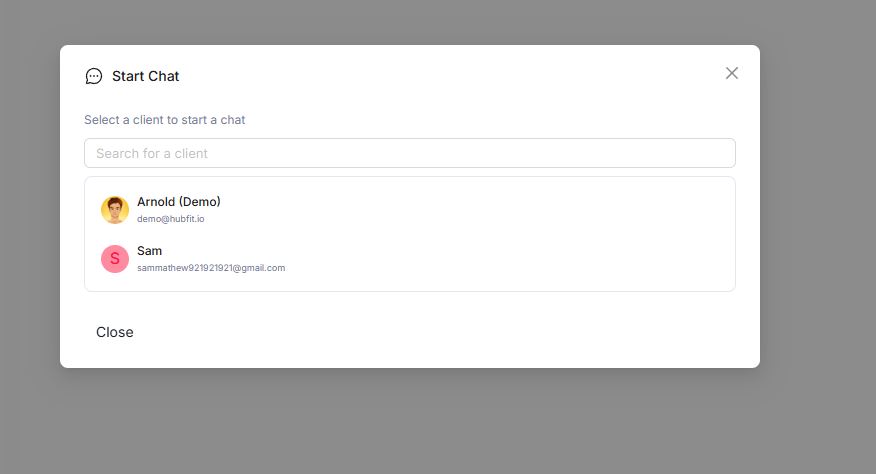 Start Chat
Select a client to start a chat
Search for a client
Arnold (Demo)
demo@hubfit.io
S
Sam
sammathew921921921@gmail.com
Close